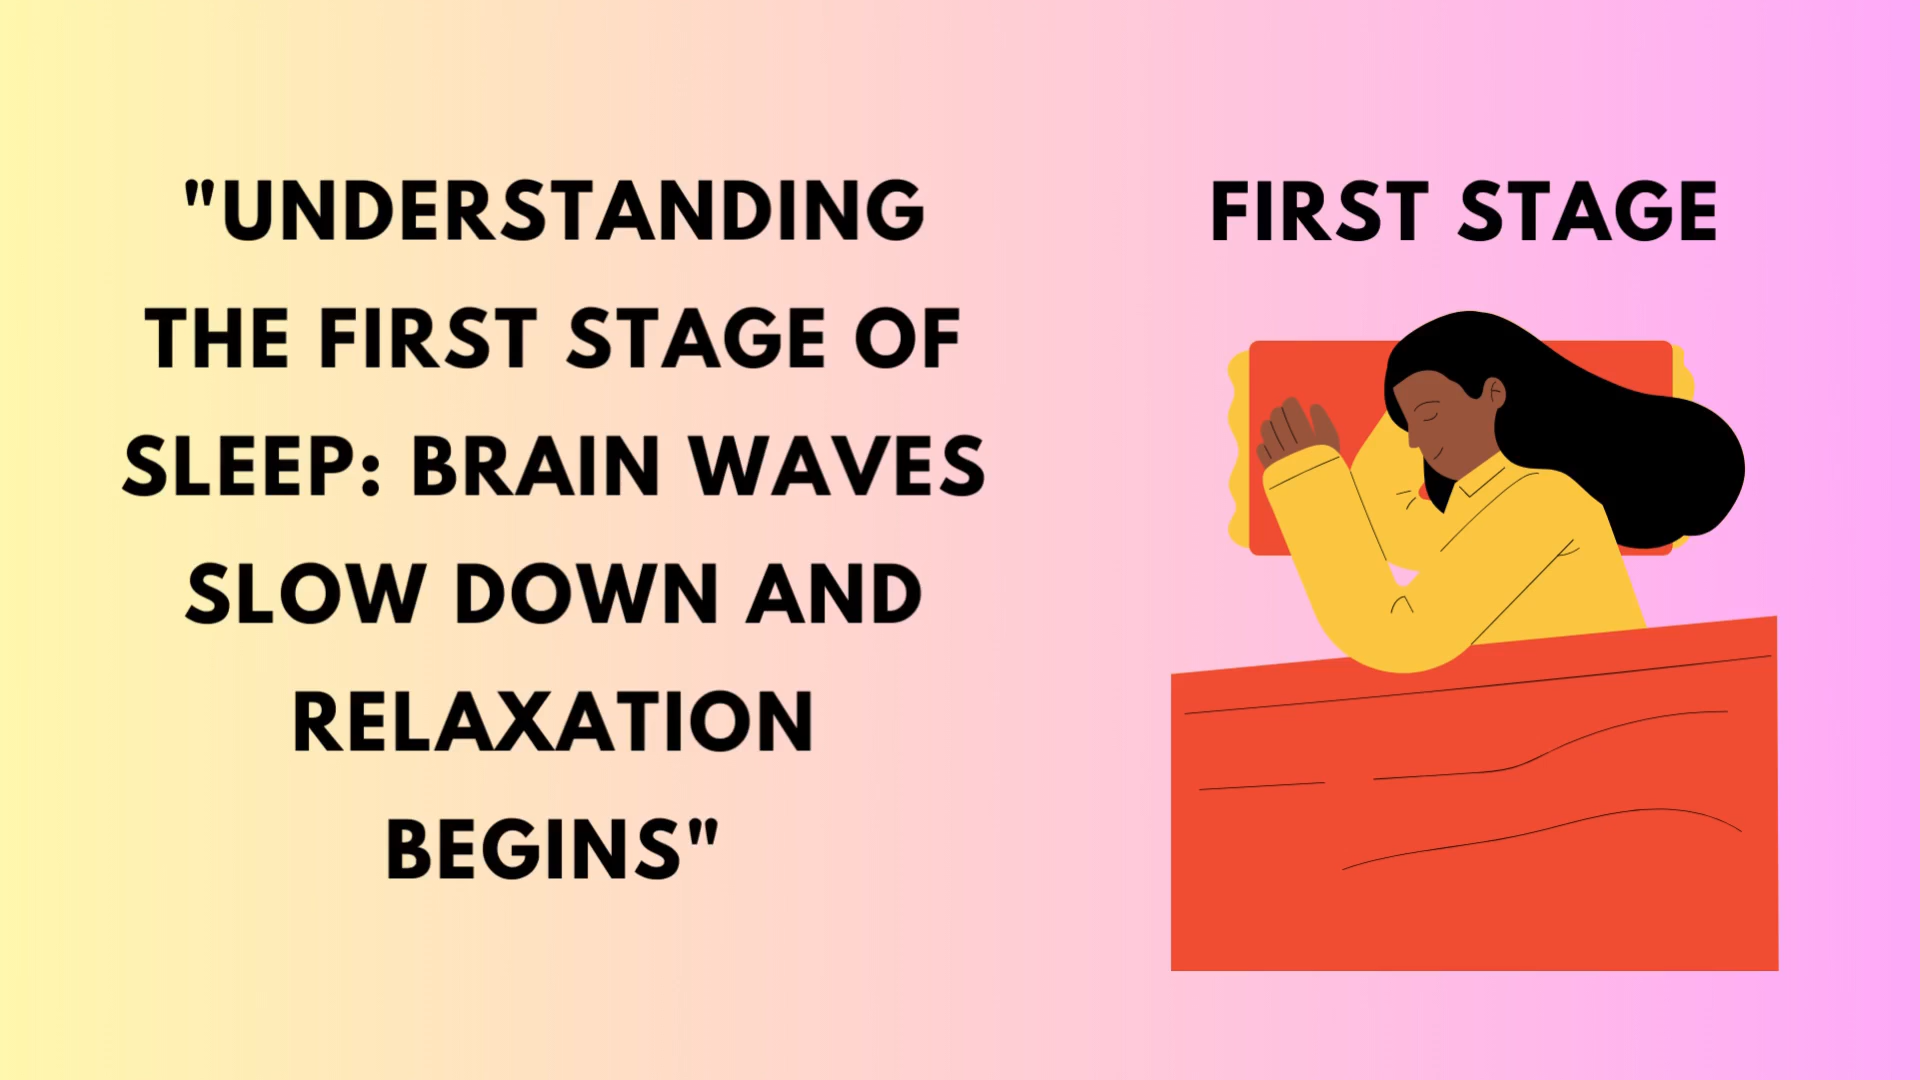 "UNDERSTANDING
THE FIRST STAGE OF
SLEEP: BRAIN WAVES
SLOW DOWN AND
RELAXATION
BEGINS"
FIRST STAGE